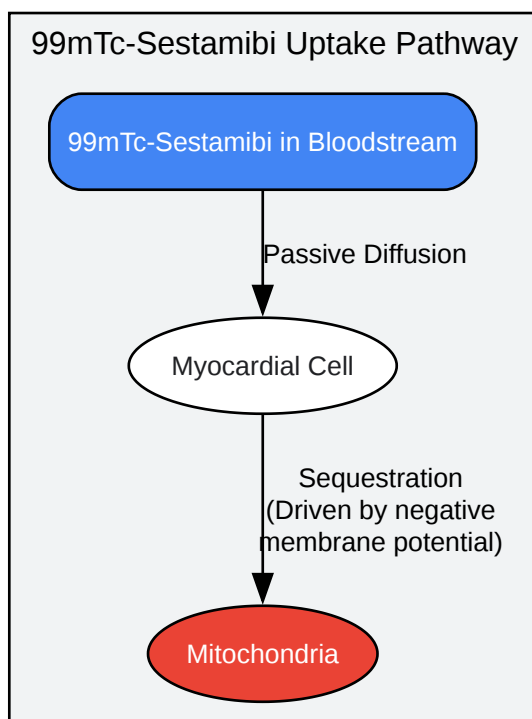 99mTc-Sestamibi Uptake Pathway
99mTc-Sestamibi in Bloodstream
Passive Diffusion
Myocardial Cell
Sequestration
(Driven by negative
membrane potential)
Mitochondria